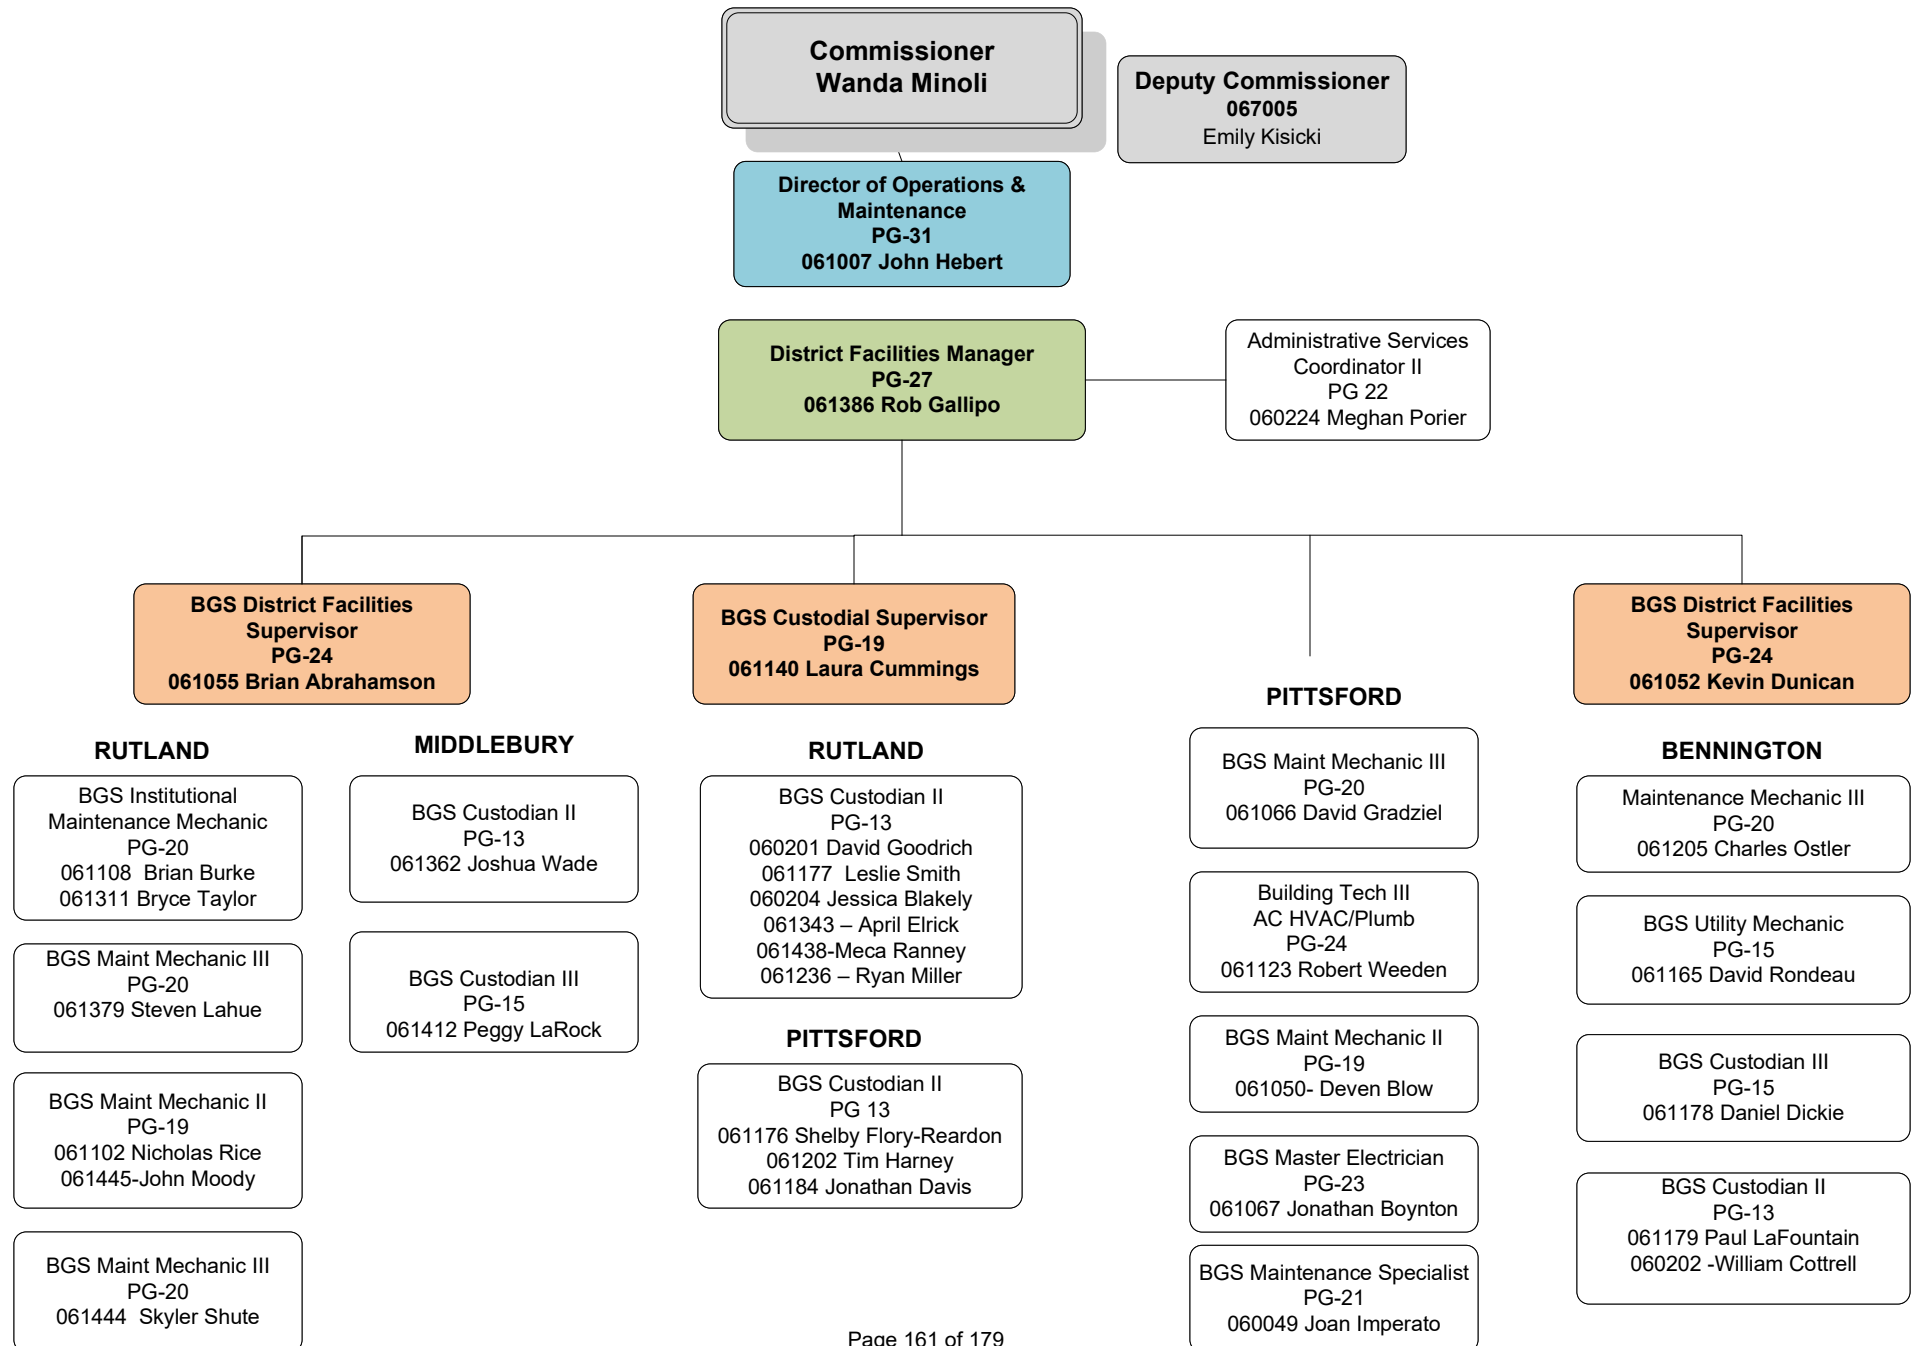 Commissioner
Wanda Minoli
Deputy Commissioner
067005
Emily Kisicki
Director of Operations &
Maintenance
PG-31
061007 John Hebert
District Facilities Manager
PG-27
061386 Rob Gallipo
Administrative Services
Coordinator II
PG 22
060224 Meghan Porier
BGS District Facilities
Supervisor
PG-24
061055 Brian Abrahamson
BGS Custodial Supervisor
PG-19
061140 Laura Cummings
BGS District Facilities
Supervisor
PG-24
061052 Kevin Dunican
RUTLAND
BGS Institutional
Maintenance Mechanic
PG-20
061108  Brian Burke
061311 Bryce Taylor
BGS Maint Mechanic III
PG-20
061379 Steven Lahue
BGS Maint Mechanic II
PG-19
061102 Nicholas Rice
061445-John Moody
BGS Maint Mechanic III
PG-20
061444  Skyler Shute
MIDDLEBURY
BGS Custodian II
PG-13
061362 Joshua Wade
BGS Custodian III
PG-15
061412 Peggy LaRock
RUTLAND
BGS Custodian II
PG-13
060201 David Goodrich
061177  Leslie Smith
060204 Jessica Blakely
061343 – April Elrick
061438-Meca Ranney
061236 – Ryan Miller
PITTSFORD
BGS Custodian II
PG 13
061176 Shelby Flory-Reardon
061202 Tim Harney
061184 Jonathan Davis
PITTSFORD
BGS Maint Mechanic III
PG-20
061066 David Gradziel
Building Tech III
AC HVAC/Plumb
PG-24
061123 Robert Weeden
BGS Maint Mechanic II
PG-19
061050- Deven Blow
BGS Master Electrician
PG-23
061067 Jonathan Boynton
BGS Maintenance Specialist
PG-21
060049 Joan Imperato
BENNINGTON
Maintenance Mechanic III
PG-20
061205 Charles Ostler
BGS Utility Mechanic
PG-15
061165 David Rondeau
BGS Custodian III
PG-15
061178 Daniel Dickie
BGS Custodian II
PG-13
061179 Paul LaFountain
060202 -William Cottrell
Page 161 of 179